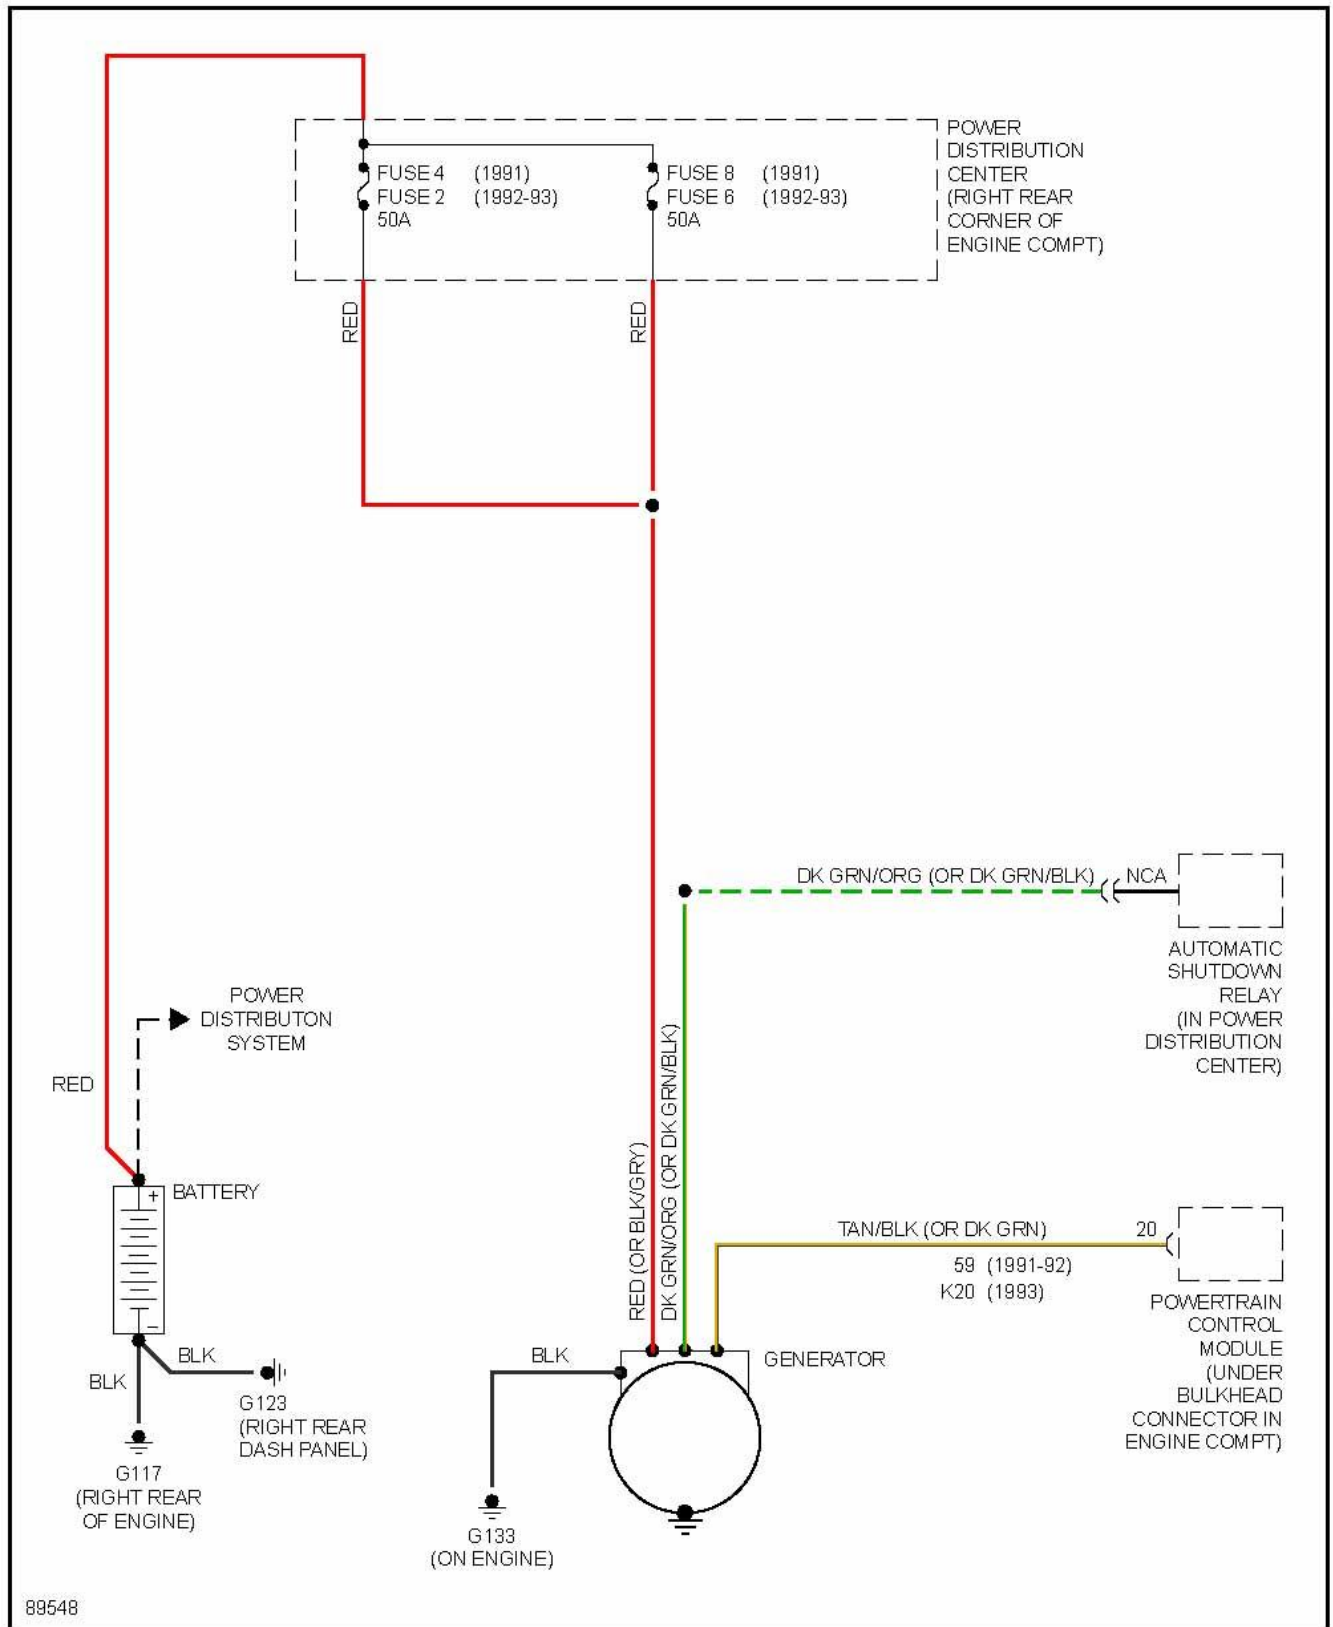 POWER
DISTRIBUTION
CENTER
(RIGHT REAR
CORNER OF
ENGINE COMPT)
FUSE 4 (1991)
FUSE 2 (1992-93)
50A
FUSE 8 (1991)
FUSE 6 (1992-93)
50A
RED
RED
DK GRN/ORG (OR DK GRN/BLK)
NCA
AUTOMATIC
SHUTDOWN
RELAY
(IN POWER
DISTRIBUTION
CENTER)
POWER
DISTRIBUTON
SYSTEM
RED
BATTERY
+
–
RED (OR BLK/GRY)
DK GRN/ORG (OR DK GRN/BLK)
TAN/BLK (OR DK GRN)
20
59 (1991-92)
K20 (1993)
POWERTRAIN
CONTROL
MODULE
(UNDER
BULKHEAD
CONNECTOR IN
ENGINE COMPT)
GENERATOR
BLK
BLK
BLK
G123
(RIGHT REAR
DASH PANEL)
G117
(RIGHT REAR
OF ENGINE)
G133
(ON ENGINE)
89548